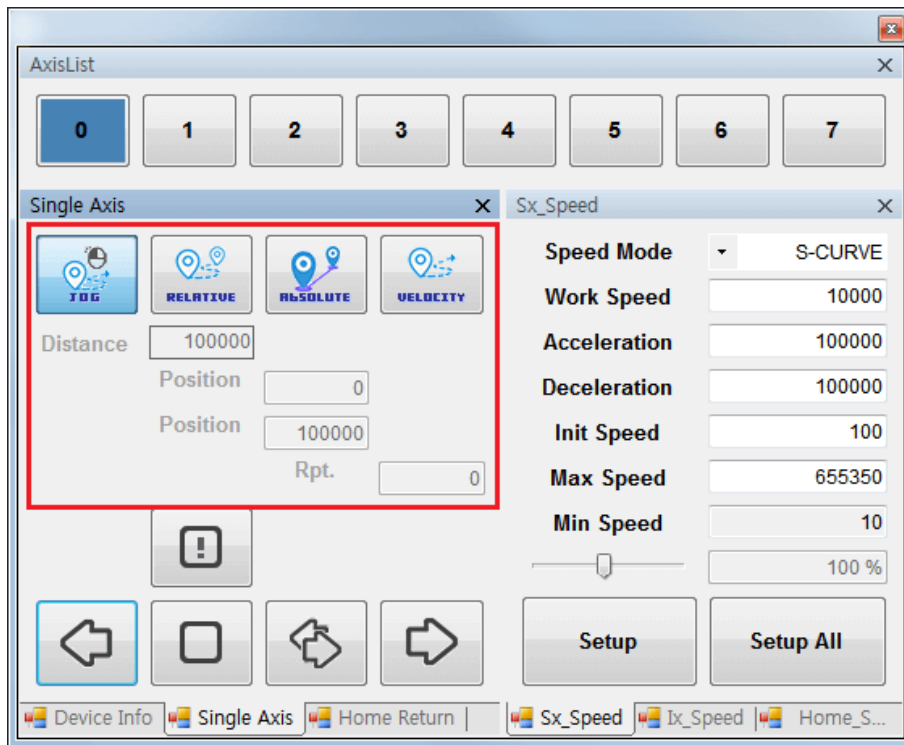 AxisList
0 1 2 3 4 5 6 7
Single Axis
JOG RELATIVE AbSOLUTE VELOCITY
Distance 100000
Position 0
Position 100000
Rpt. 0
Sx_Speed
Speed Mode S-CURVE
Work Speed 10000
Acceleration 100000
Deceleration 100000
Init Speed 100
Max Speed 655350
Min Speed 10
100 %
Setup Setup All
Device Info Single Axis Home Return
Sx_Speed Ix_Speed Home_S...